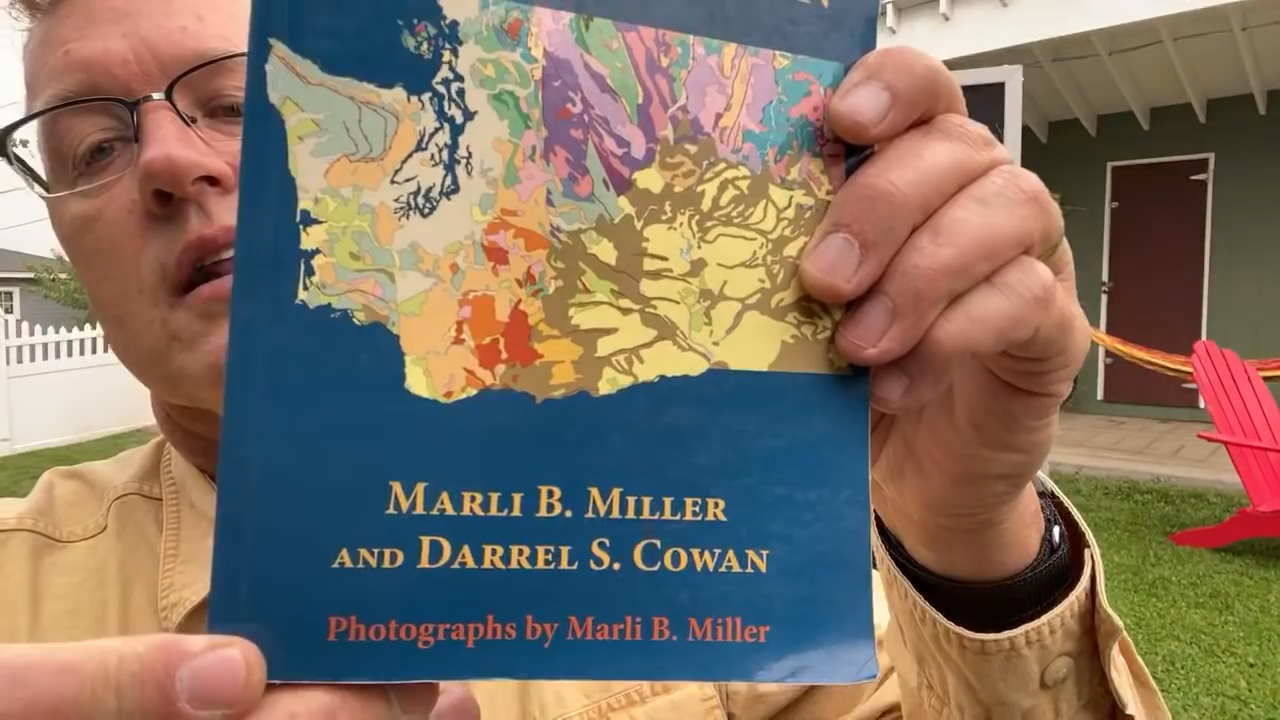 MARLI B. MILLER
AND DARREL S. COWAN
Photographs by Marli B. Miller